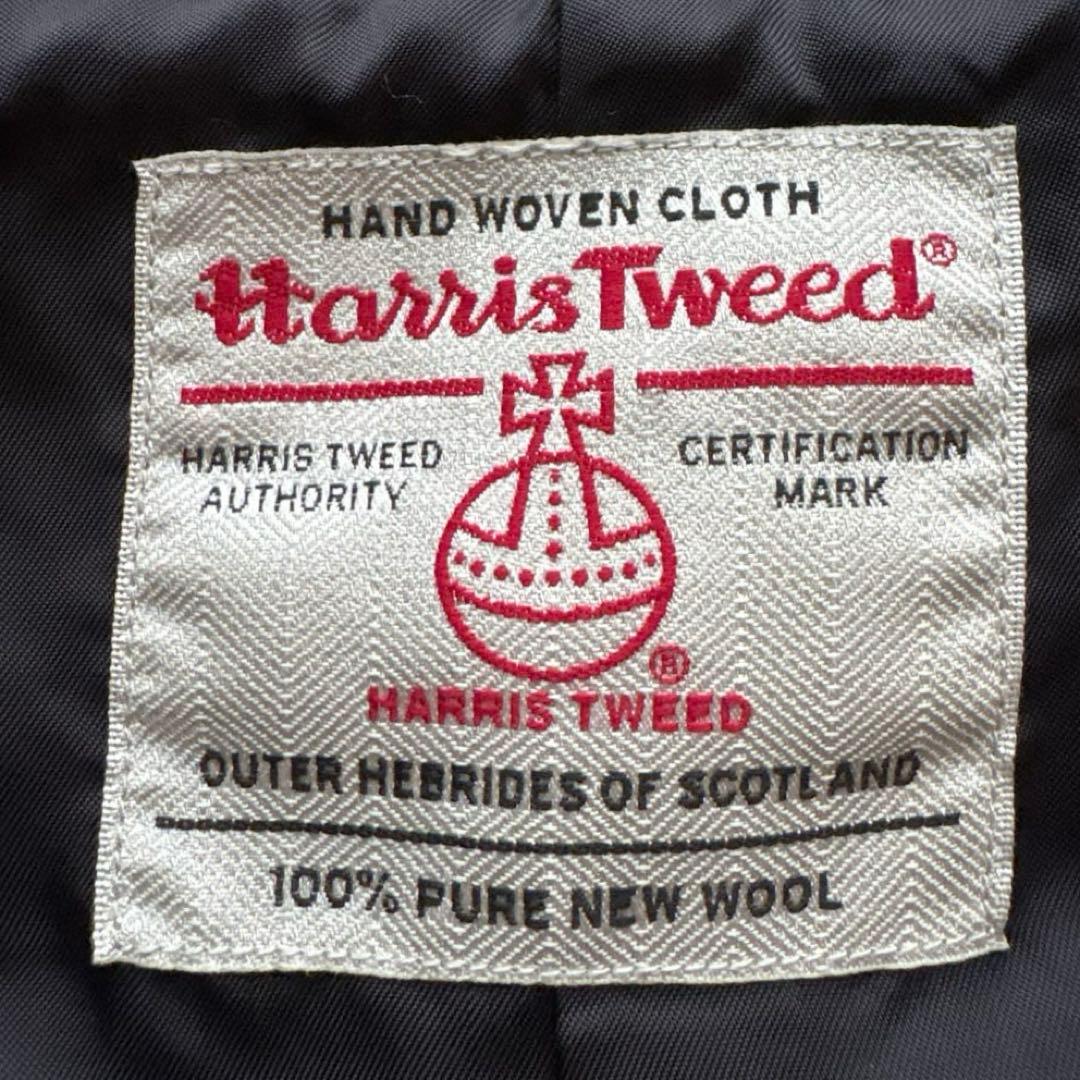 HAND WOVEN CLOTH
Harris Tweed®
HARRIS TWEED
AUTHORITY
CERTIFICATION
MARK
®
HARRIS TWEED
OUTER HEBRIDES OF SCOTLAND
100% PURE NEW WOOL